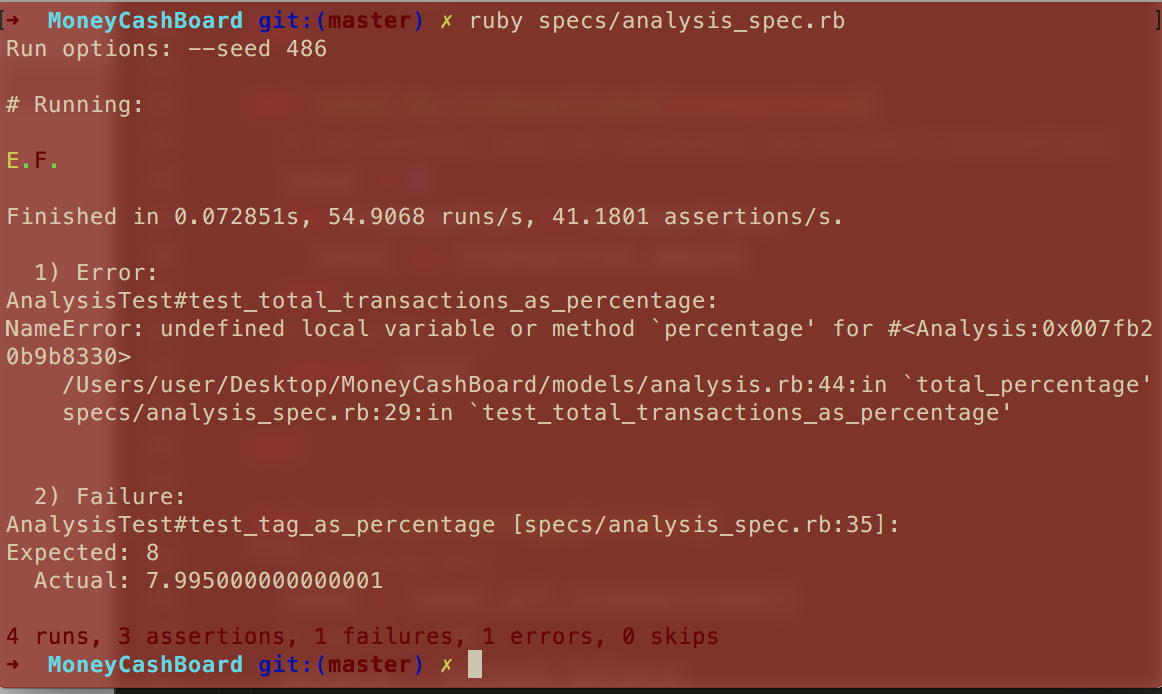 [➜  MoneyCashBoard git:(master) ✗ ruby specs/analysis_spec.rb ]
Run options: --seed 486
# Running:
E.F.
Finished in 0.072851s, 54.9068 runs/s, 41.1801 assertions/s.
  1) Error:
AnalysisTest#test_total_transactions_as_percentage:
NameError: undefined local variable or method `percentage' for #<Analysis:0x007fb2
0b9b8330>
    /Users/user/Desktop/MoneyCashBoard/models/analysis.rb:44:in `total_percentage'
    specs/analysis_spec.rb:29:in `test_total_transactions_as_percentage'
  2) Failure:
AnalysisTest#test_tag_as_percentage [specs/analysis_spec.rb:35]:
Expected: 8
  Actual: 7.995000000000001
4 runs, 3 assertions, 1 failures, 1 errors, 0 skips
➜  MoneyCashBoard git:(master) ✗